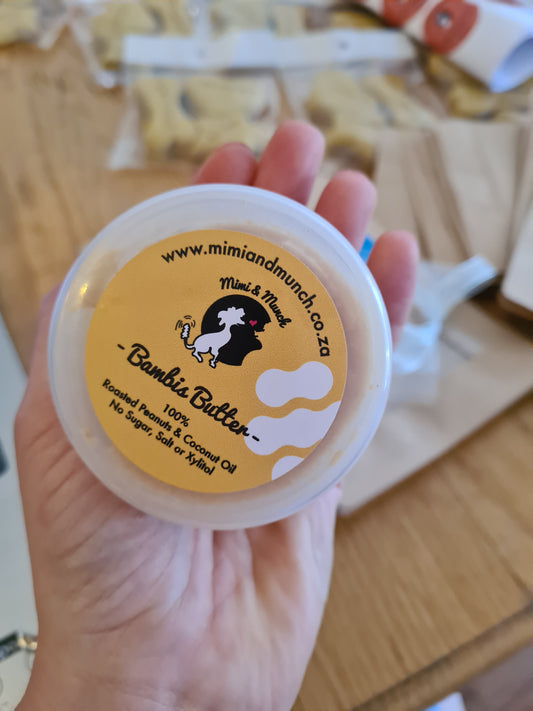 www.mimiandmunch.co.za
Mimi & Munch
- Bambis Butter -
100%
Roasted Peanuts & Coconut Oil
No Sugar, Salt or Xylitol